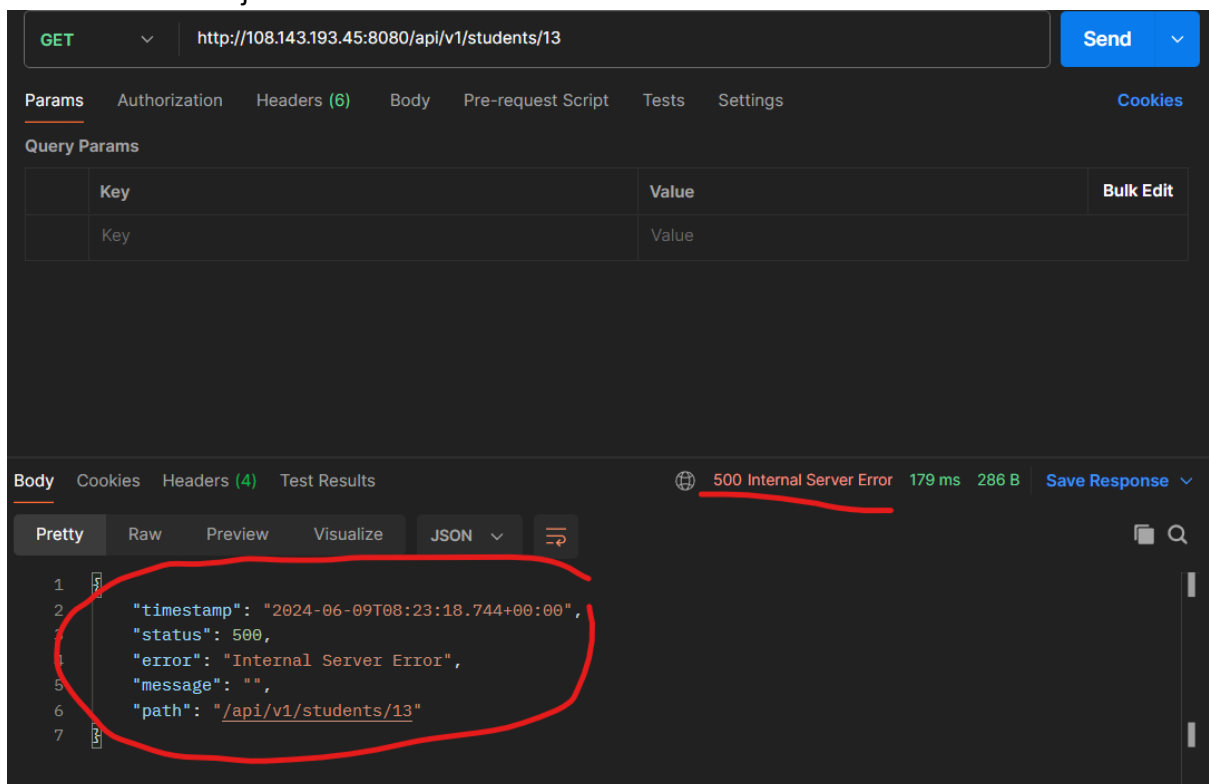 GET http://108.143.193.45:8080/api/v1/students/13 Send
Params Authorization Headers (6) Body Pre-request Script Tests Settings Cookies
Query Params
Key Value Bulk Edit
Key Value
Body Cookies Headers (4) Test Results 500 Internal Server Error 179 ms 286 B Save Response
Pretty Raw Preview Visualize JSON
1 {
2 "timestamp": "2024-06-09T08:23:18.744+00:00",
3 "status": 500,
4 "error": "Internal Server Error",
5 "message": "",
6 "path": "/api/v1/students/13"
7 }